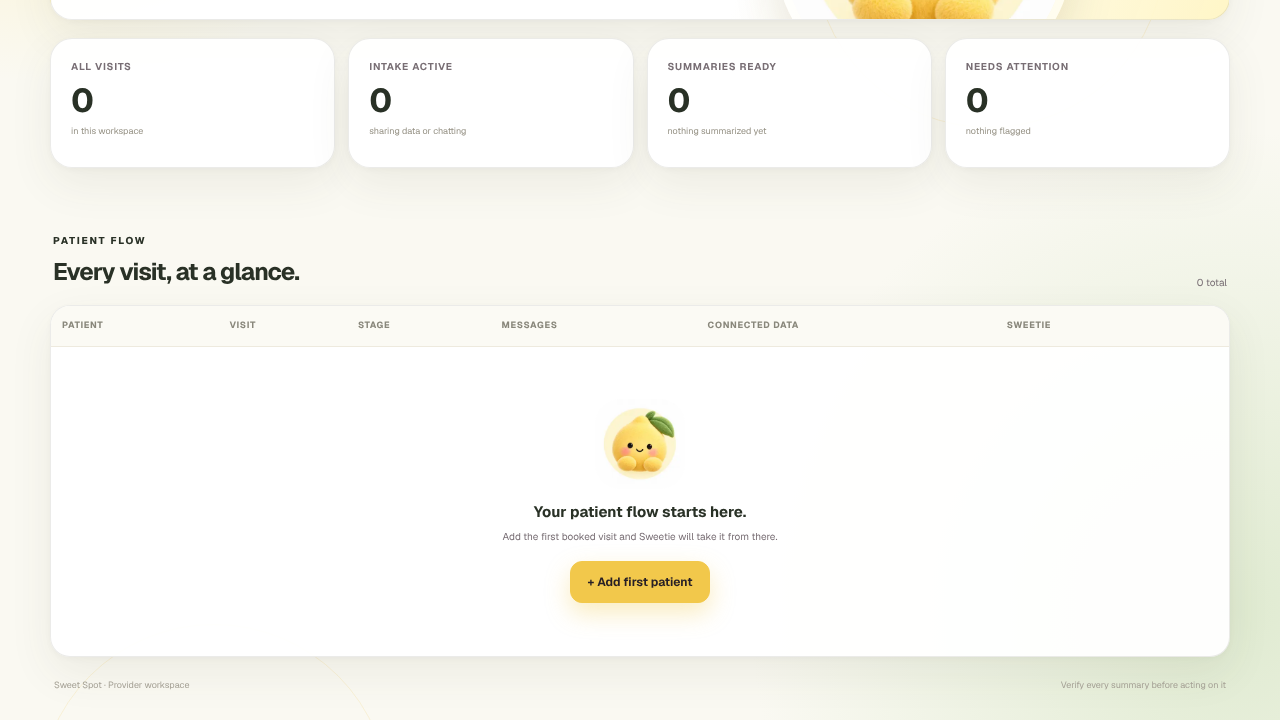 ALL VISITS
0
in this workspace
INTAKE ACTIVE
0
sharing data or chatting
SUMMARIES READY
0
nothing summarized yet
NEEDS ATTENTION
0
nothing flagged
PATIENT FLOW
Every visit, at a glance.
0 total
PATIENT VISIT STAGE MESSAGES CONNECTED DATA SWEETIE
Your patient flow starts here.
Add the first booked visit and Sweetie will take it from there.
+ Add first patient
Sweet Spot · Provider workspace
Verify every summary before acting on it